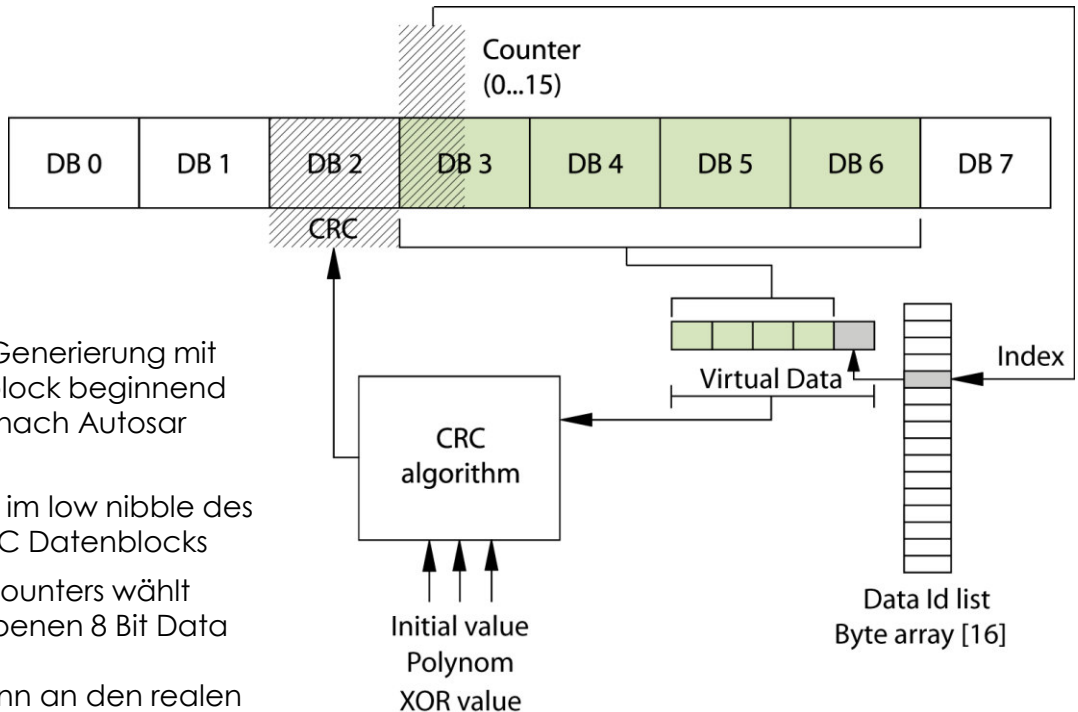 Counter
(0...15)
DB 0 DB 1 DB 2 DB 3 DB 4 DB 5 DB 6 DB 7
CRC
Generierung mit
block beginnend
nach Autosar
im low nibble des
C Datenblocks
ounters wählt
benen 8 Bit Data
nn an den realen
Virtual Data
Index
CRC
algorithm
Initial value
Polynom
XOR value
Data Id list
Byte array [16]